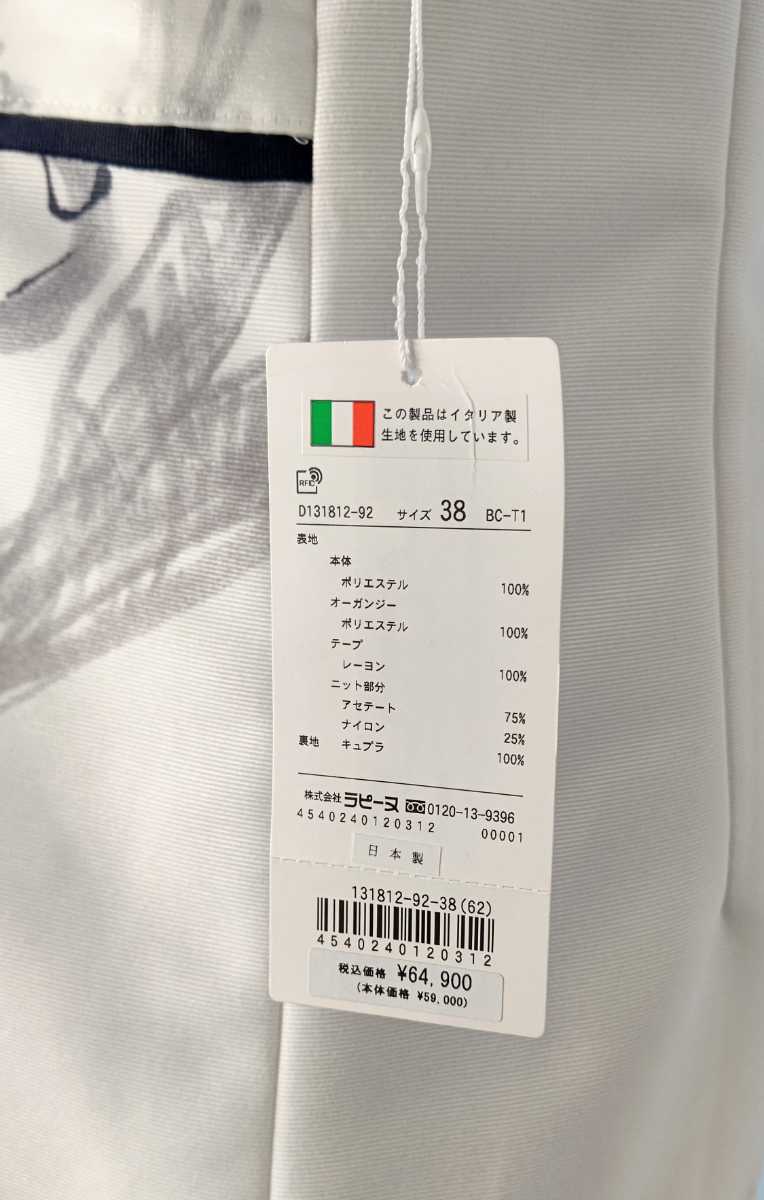 この製品はイタリア製
生地を使用しています。
RFID
D131812-92 サイズ 38 BC-T1
表地
本体
ポリエステル 100%
オーガンジー
ポリエステル 100%
テープ
レーヨン 100%
ニット部分
アセテート 75%
ナイロン 25%
裏地 キュプラ 100%
株式会社 ラピーヌ 0120-13-9396
4540240120312 00001
日本製
131812-92-38(62)
4540240120312
税込価格 ¥64,900
(本体価格 ¥59,000)